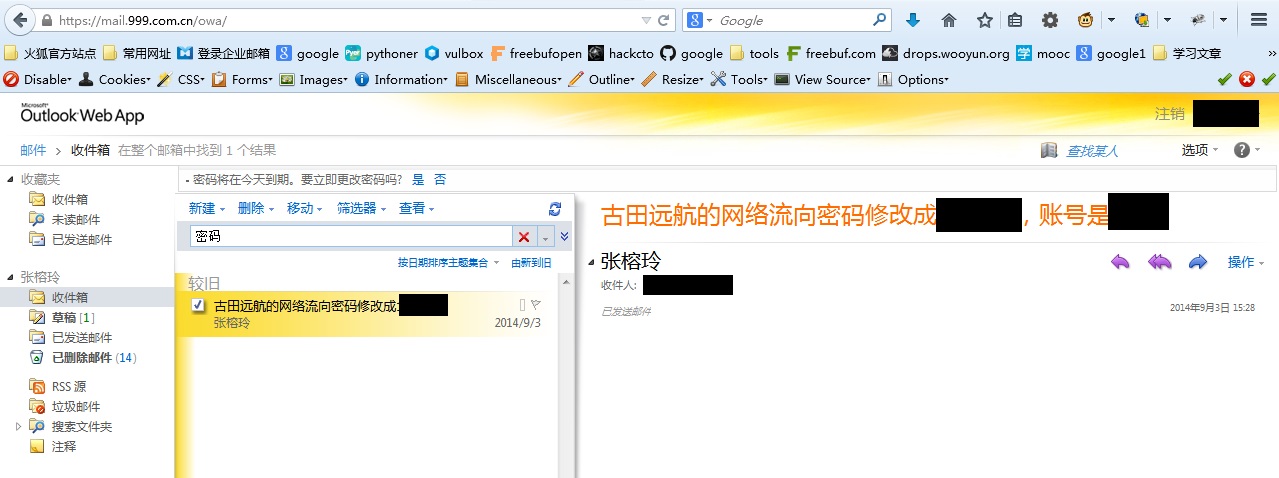 https://mail.999.com.cn/owa/ Google
火狐官方站点 常用网址 登录企业邮箱 google pythoner vulbox freebufopen hackcto google tools freebuf.com drops.wooyun.org mooc google1 学习文章 »
Disable Cookies CSS Forms Images Information Miscellaneous Outline Resize Tools View Source Options
Microsoft
Outlook Web App 注销
邮件 > 收件箱 在整个邮箱中找到 1 个结果 查找某人 选项
收藏夹
收件箱
未读邮件
已发送邮件
张榕玲
收件箱
草稿 [1]
已发送邮件
已删除邮件 (14)
RSS 源
垃圾邮件
搜索文件夹
注释
- 密码将在今天到期。要立即更改密码吗? 是 否
新建 删除 移动 筛选器 查看
密码
按日期排序主题集合 由新到旧
较旧
古田远航的网络流向密码修改成
张榕玲 2014/9/3
古田远航的网络流向密码修改成 , 账号是
张榕玲 操作
收件人:
已发送邮件 2014年9月3日 15:28